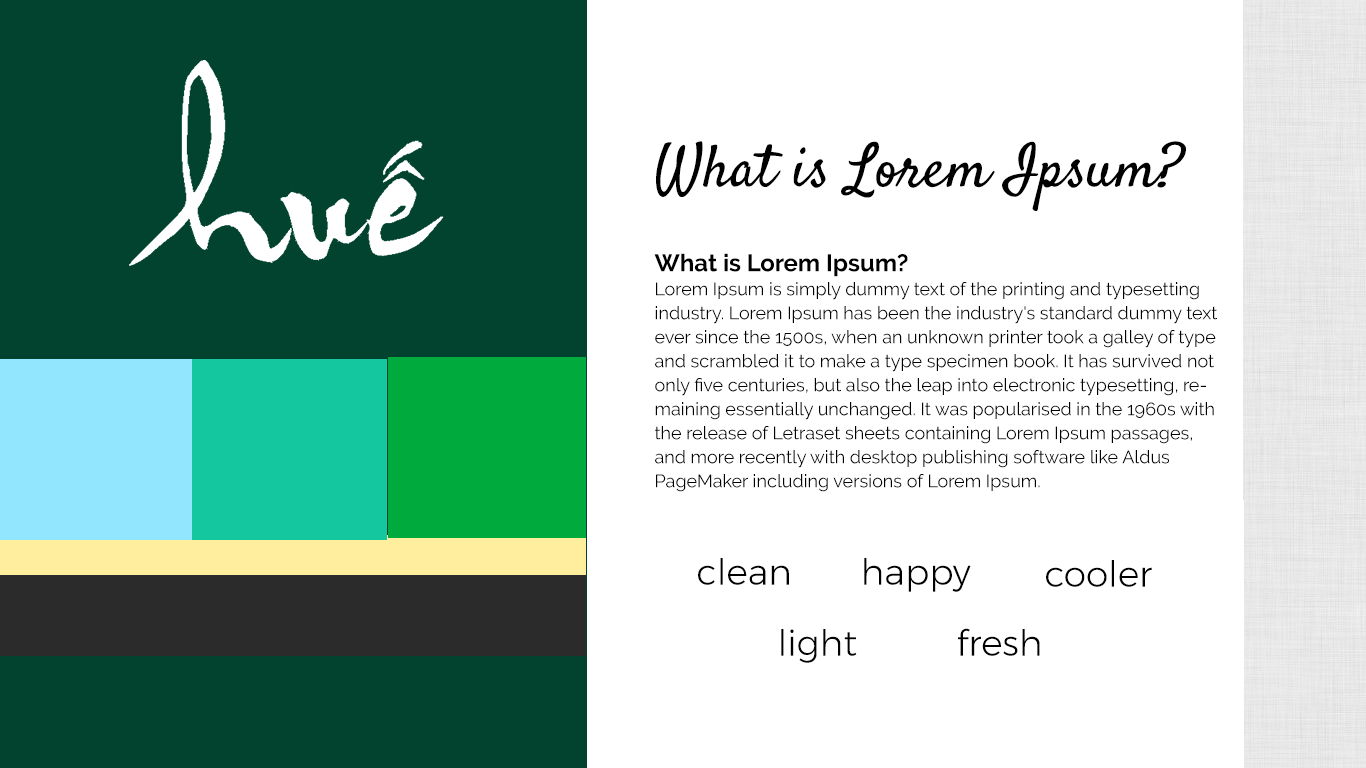 huế
What is Lorem Ipsum?
What is Lorem Ipsum?
Lorem Ipsum is simply dummy text of the printing and typesetting
industry. Lorem Ipsum has been the industry's standard dummy text
ever since the 1500s, when an unknown printer took a galley of type
and scrambled it to make a type specimen book. It has survived not
only five centuries, but also the leap into electronic typesetting, re-
maining essentially unchanged. It was popularised in the 1960s with
the release of Letraset sheets containing Lorem Ipsum passages,
and more recently with desktop publishing software like Aldus
PageMaker including versions of Lorem Ipsum.
clean happy cooler
light fresh